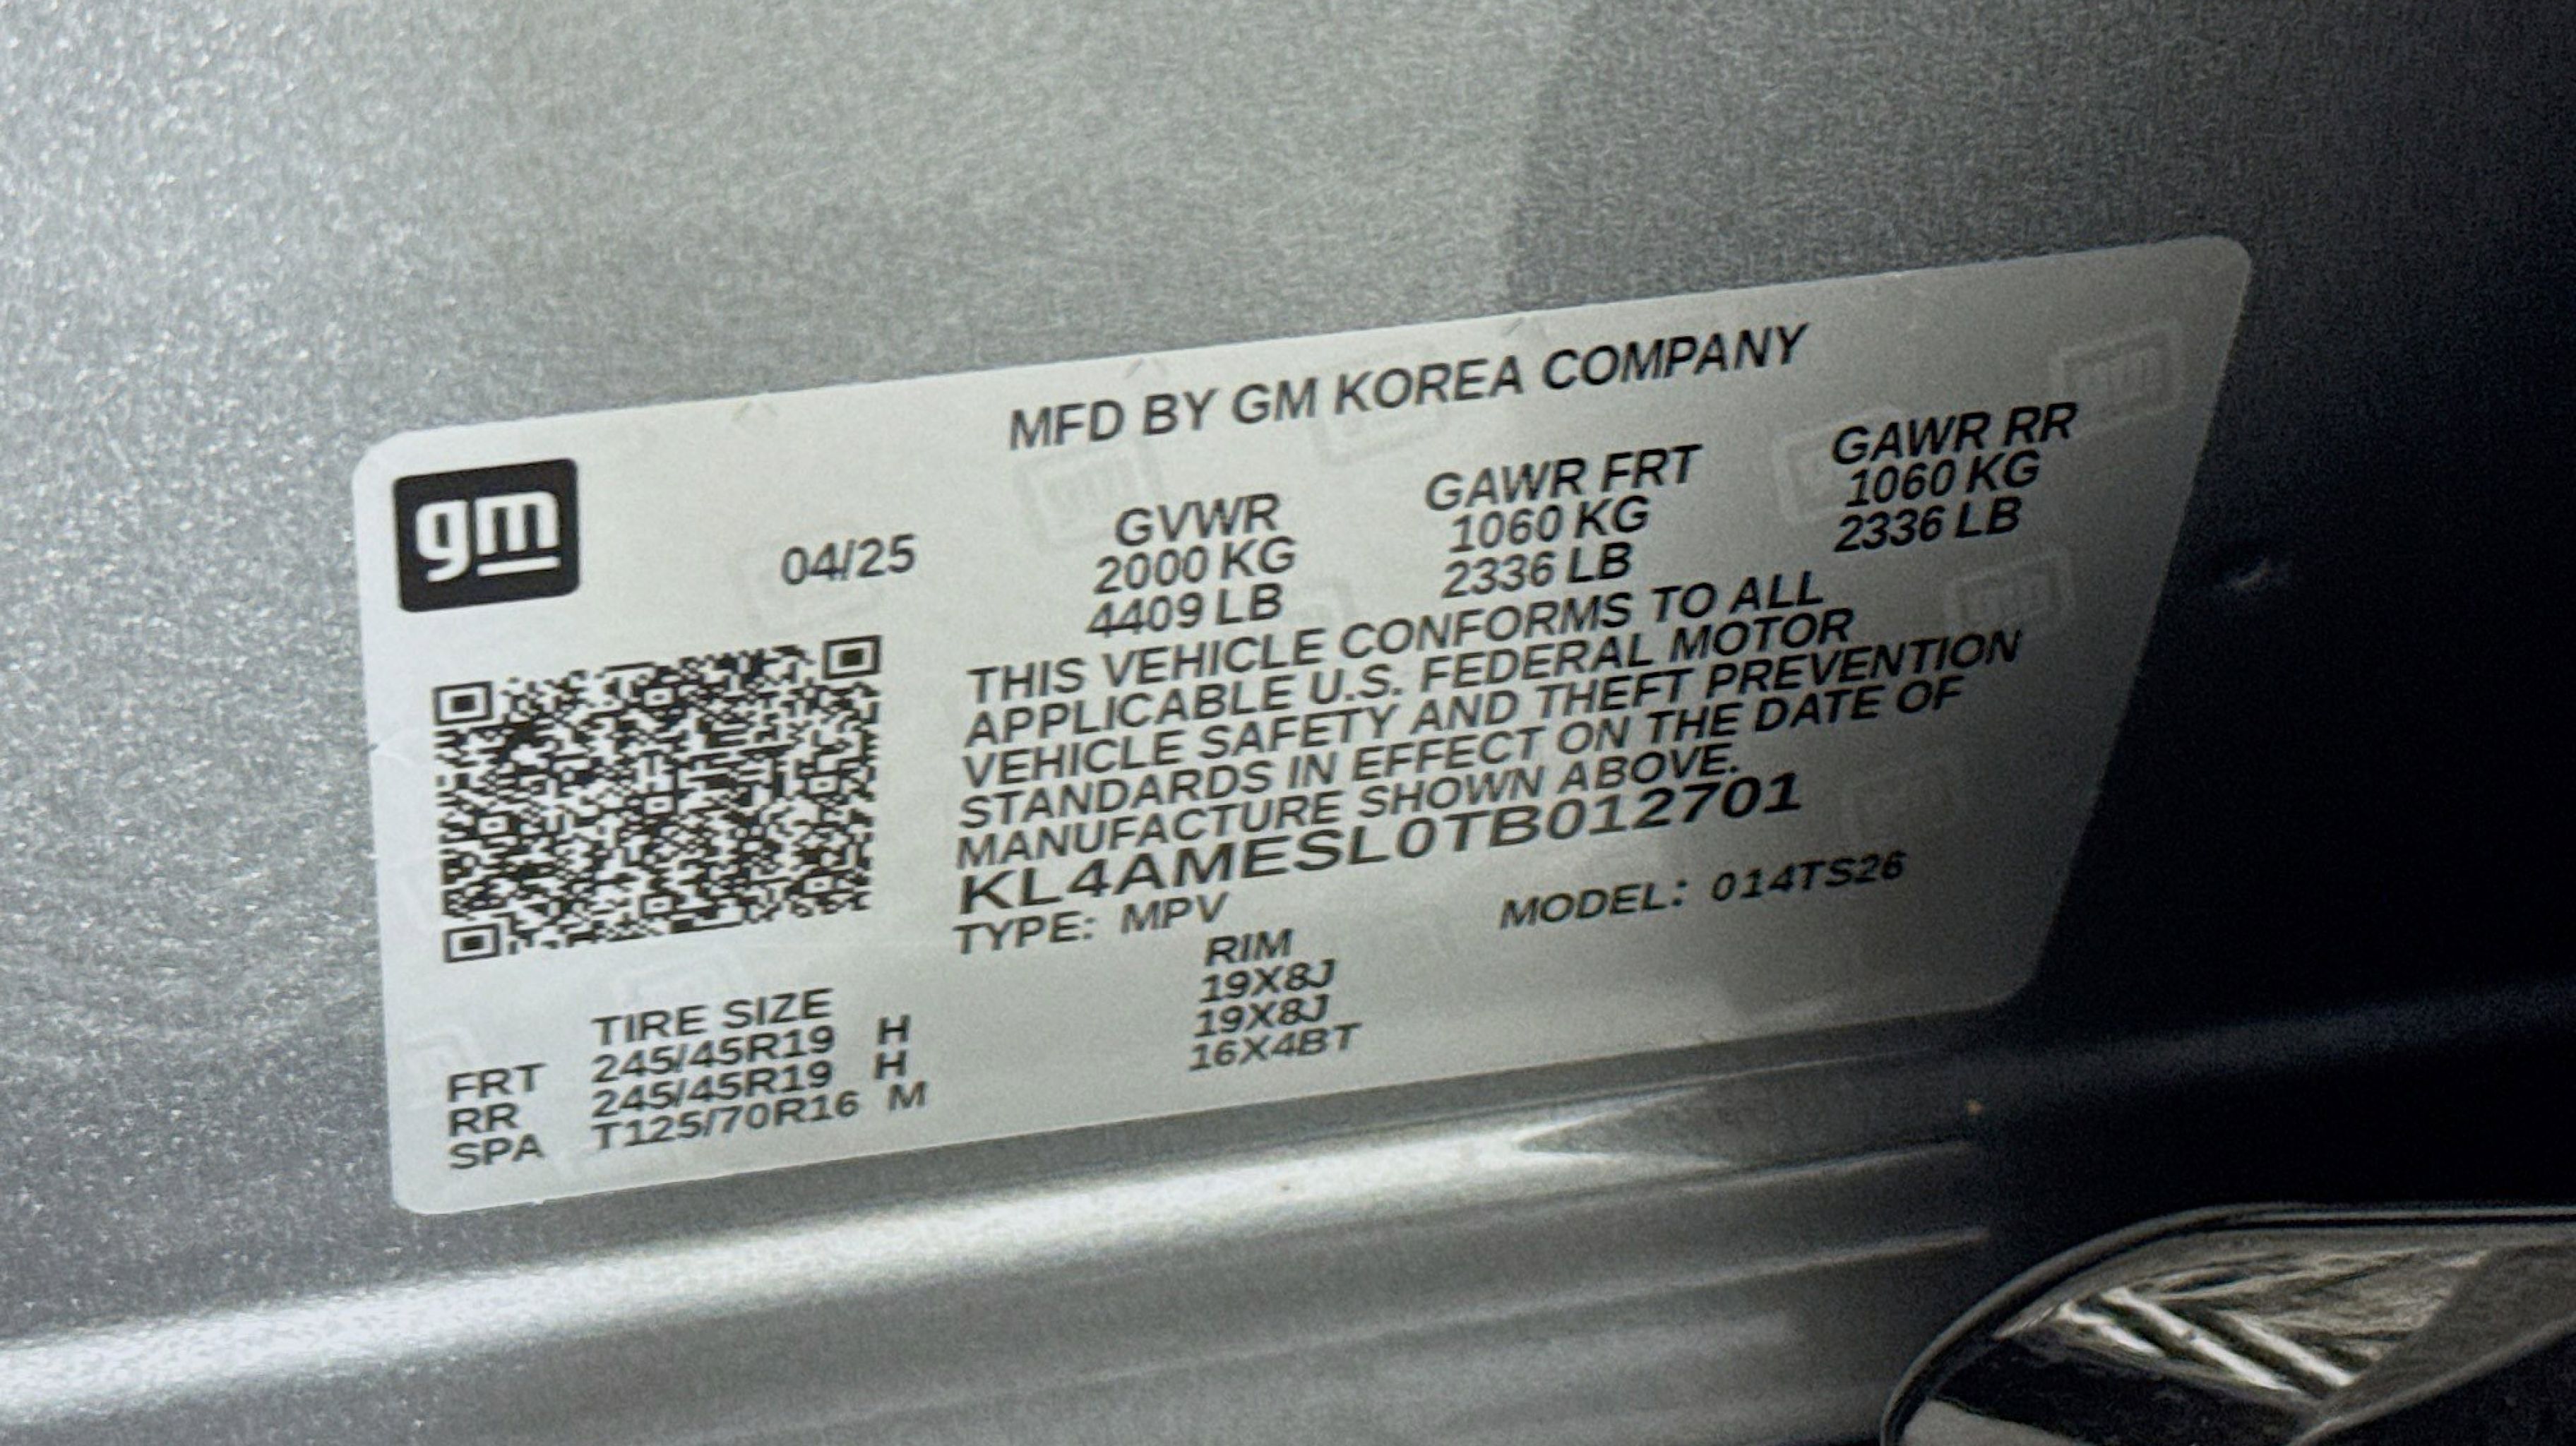 MFD BY GM KOREA COMPANY
gm
04/25
GVWR GAWR FRT GAWR RR
2000 KG 1060 KG 1060 KG
4409 LB 2336 LB 2336 LB
THIS VEHICLE CONFORMS TO ALL
APPLICABLE U.S. FEDERAL MOTOR
VEHICLE SAFETY AND THEFT PREVENTION
STANDARDS IN EFFECT ON THE DATE OF
MANUFACTURE SHOWN ABOVE.
KL4AMESL0TB012701
TYPE: MPV MODEL: 014TS26
TIRE SIZE RIM
FRT 245/45R19 H 19X8J
RR 245/45R19 H 19X8J
SPA T125/70R16 M 16X4BT